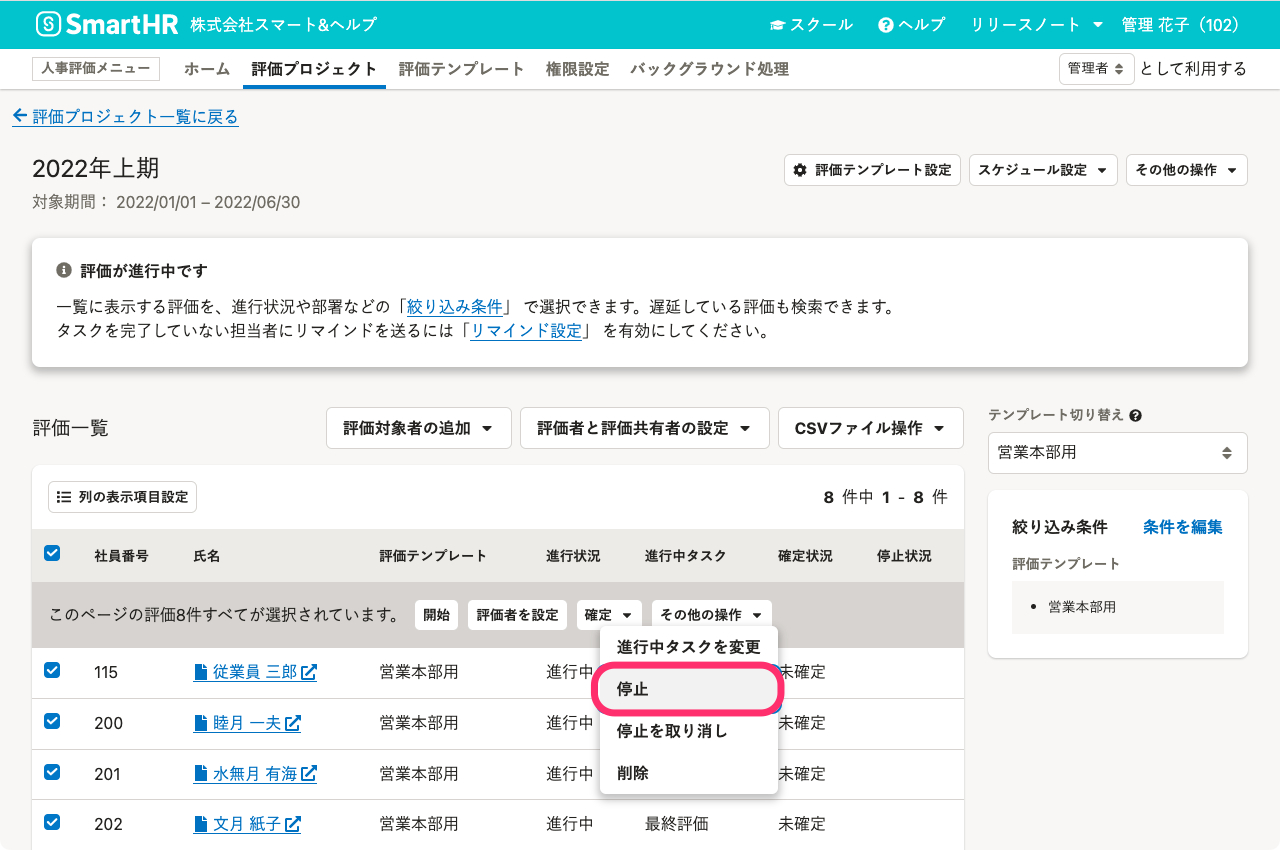 SmartHR 株式会社スマート&ヘルプ スクール ヘルプ リリースノート 管理 花子（102）
人事評価メニュー ホーム 評価プロジェクト 評価テンプレート 権限設定 バックグラウンド処理 管理者 として利用する
評価プロジェクト一覧に戻る
2022年上期 評価テンプレート設定 スケジュール設定 その他の操作
対象期間： 2022/01/01 – 2022/06/30
評価が進行中です
一覧に表示する評価を、進行状況や部署などの「絞り込み条件」 で選択できます。遅延している評価も検索できます。
タスクを完了していない担当者にリマインドを送るには「リマインド設定」 を有効にしてください。
評価一覧 評価対象者の追加 評価者と評価共有者の設定 CSVファイル操作
列の表示項目設定 8 件中 1 - 8 件
社員番号 氏名 評価テンプレート 進行状況 進行中タスク 確定状況 停止状況
このページの評価8件すべてが選択されています。 開始 評価者を設定 確定 その他の操作
進行中タスクを変更
停止
停止を取り消し
削除
115 従業員 三郎 営業本部用 進行中 未確定
200 睦月 一夫 営業本部用 進行中 未確定
201 水無月 有海 営業本部用 進行中 未確定
202 文月 紙子 営業本部用 進行中 最終評価 未確定
テンプレート切り替え
営業本部用
絞り込み条件 条件を編集
評価テンプレート
• 営業本部用